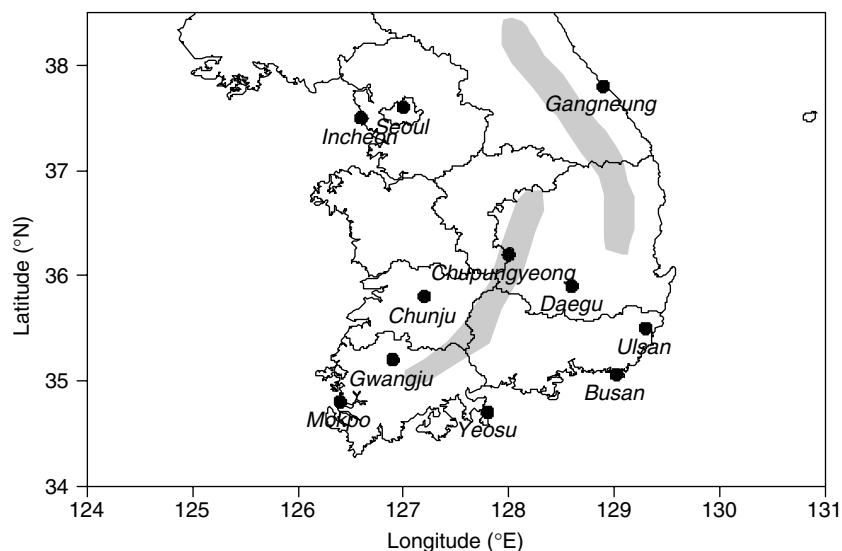 38
Gangneung
Seoul
Incheon
37
Latitude (°N)
36
Chupungyeong
Daegu
Chunju
Ulsan
35
Gwangju
Busan
Mokpo
Yeosu
34
124 125 126 127 128 129 130 131
Longitude (°E)